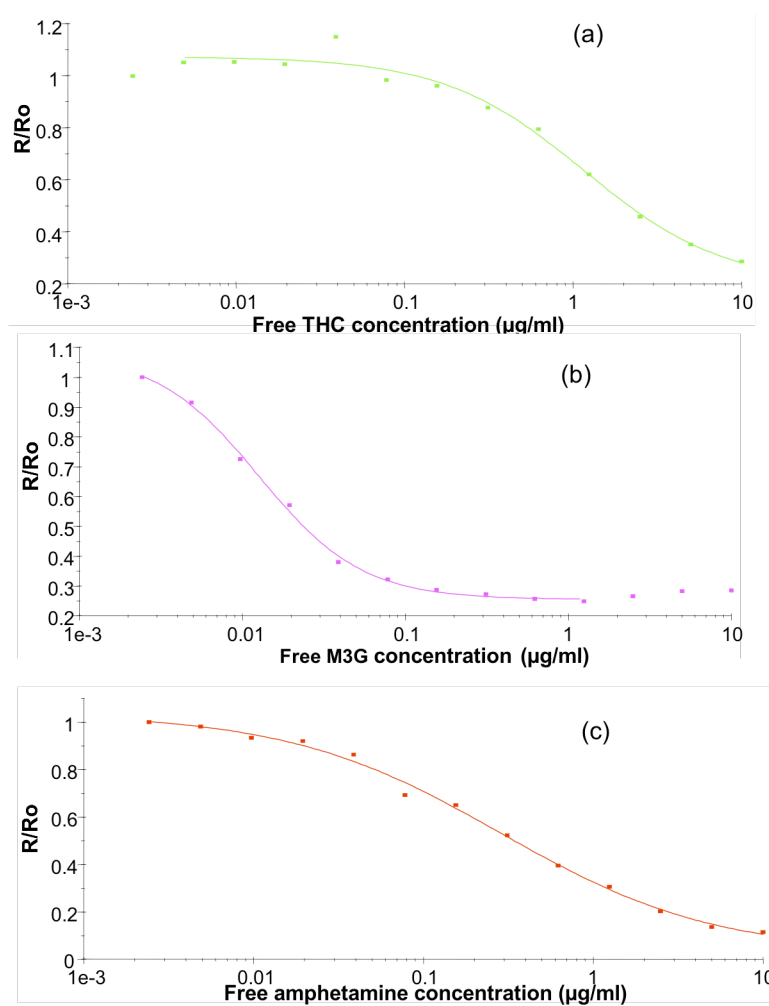 (a)
1.2
1
0.8
0.6
0.4
0.2
R/Ro
1e-3 0.01 0.1 1 10
Free THC concentration (µg/ml)
(b)
1.1
1
0.9
0.8
0.7
0.6
0.5
0.4
0.3
0.2
R/Ro
1e-3 0.01 0.1 1 10
Free M3G concentration (µg/ml)
(c)
1
0.8
0.6
0.4
0.2
0
R/Ro
1e-3 0.01 0.1 1 10
Free amphetamine concentration (µg/ml)